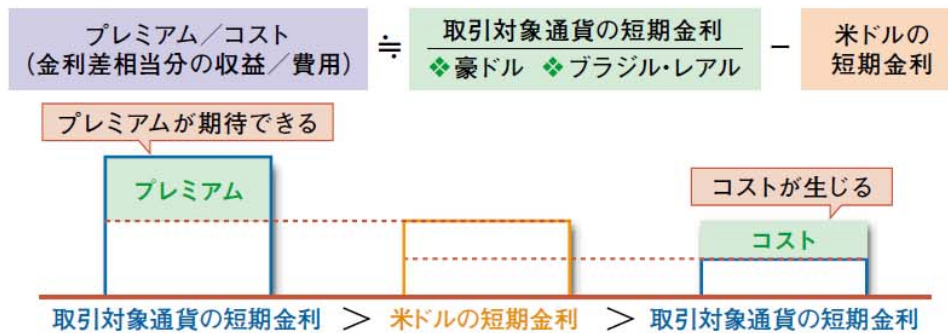 プレミアム／コスト
（金利差相当分の収益／費用）
≒
取引対象通貨の短期金利
❖豪ドル ❖ブラジル・レアル
－
米ドルの
短期金利
プレミアムが期待できる
プレミアム
コストが生じる
コスト
取引対象通貨の短期金利 ＞ 米ドルの短期金利 ＞ 取引対象通貨の短期金利